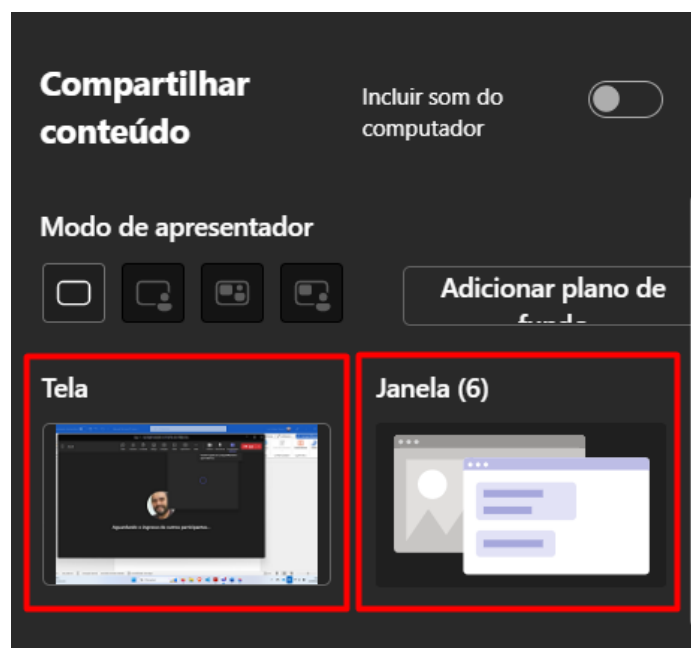 Compartilhar
conteúdo
Incluir som do
computador
Modo de apresentador
Adicionar plano de
Tela
Janela (6)
Aguardando o ingresso de outros participantes...